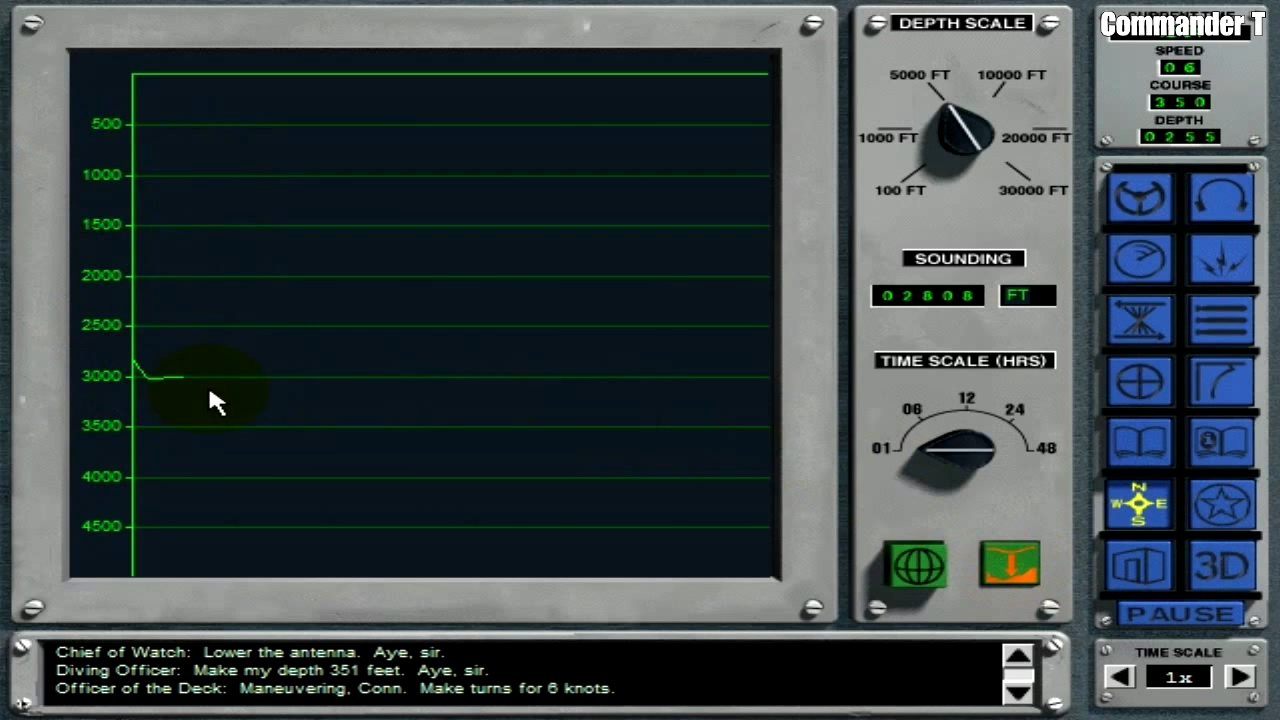 DEPTH SCALE
5000 FT
10000 FT
1000 FT
20000 FT
100 FT
30000 FT
SOUNDING
02808 FT
TIME SCALE (HRS)
01
06
12
24
48
500
1000
1500
2000
2500
3000
3500
4000
4500
Commander T
SPEED
06
COURSE
350
DEPTH
0255
N
W E
S
3D
PAUSE
TIME SCALE
1x
Chief of Watch: Lower the antenna. Aye, sir.
Diving Officer: Make my depth 351 feet. Aye, sir.
Officer of the Deck: Maneuvering, Conn. Make turns for 6 knots.